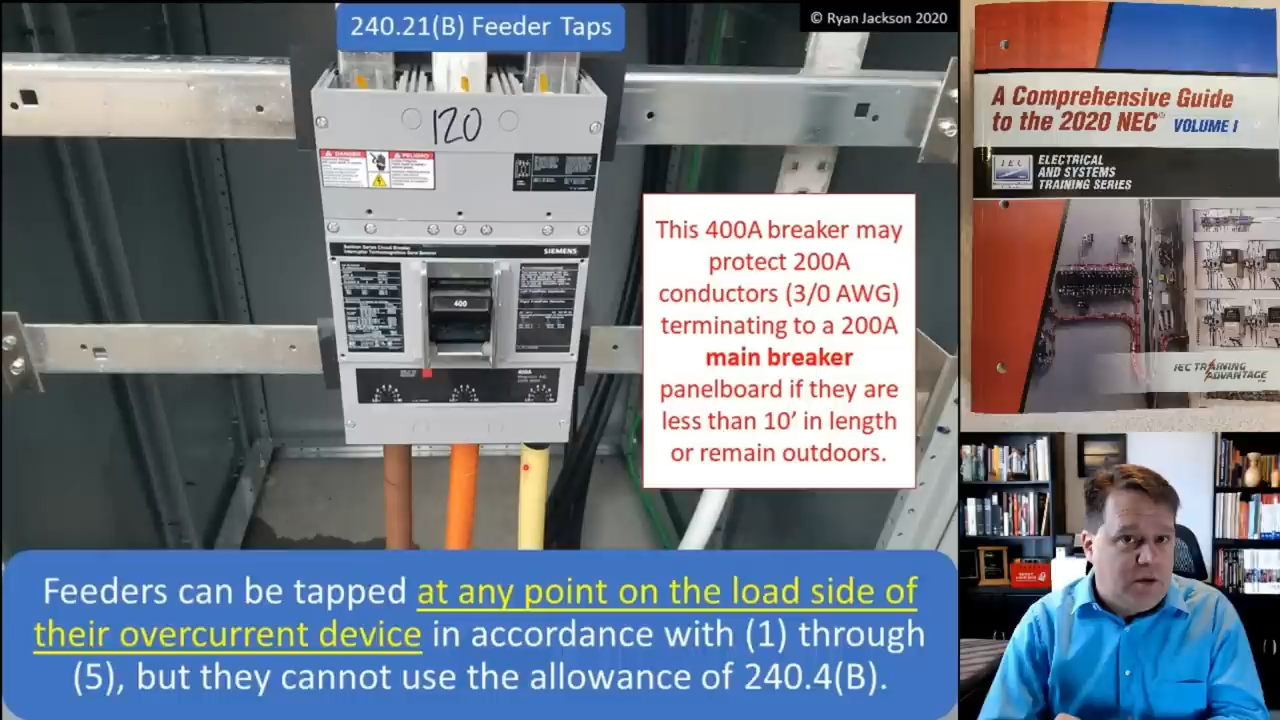 240.21(B) Feeder Taps
© Ryan Jackson 2020
120
DANGER
PELIGRO
SIEMENS
400
400A
This 400A breaker may
protect 200A
conductors (3/0 AWG)
terminating to a 200A
main breaker
panelboard if they are
less than 10’ in length
or remain outdoors.
Feeders can be tapped at any point on the load side of
their overcurrent device in accordance with (1) through
(5), but they cannot use the allowance of 240.4(B).
A Comprehensive Guide
to the 2020 NEC® VOLUME I
IEC
ELECTRICAL
AND SYSTEMS
TRAINING SERIES
IEC TRAINING
ADVANTAGE